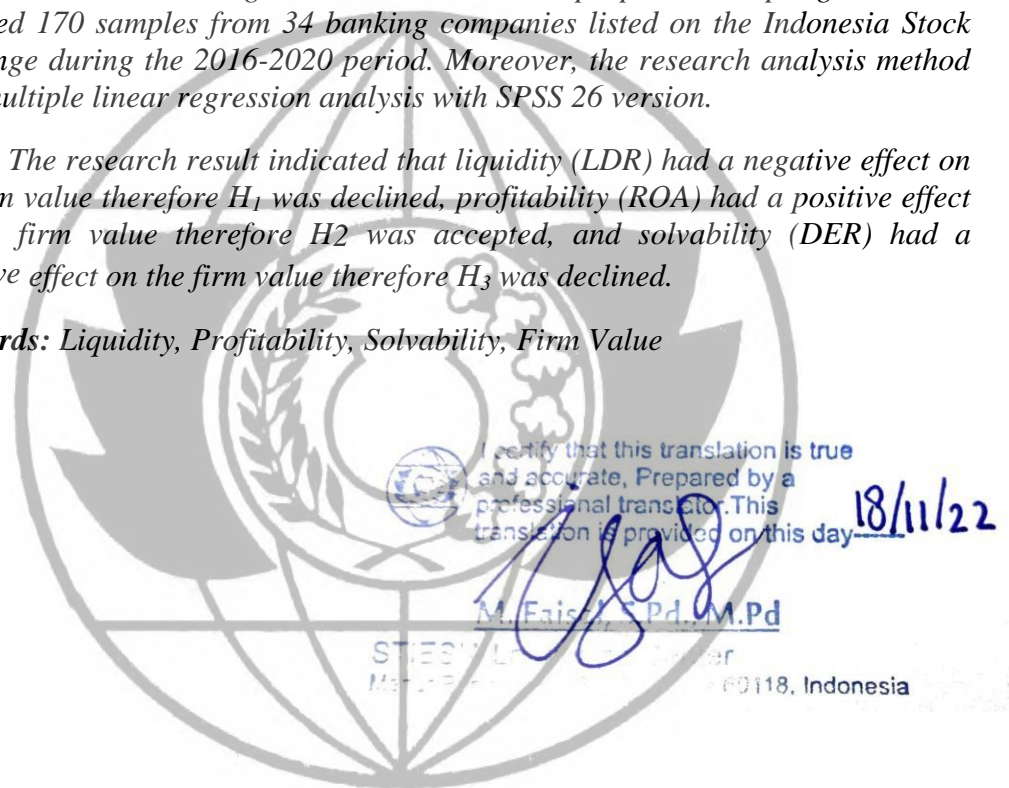 ed 170 samples from 34 banking companies listed on the Indonesia Stock
nge during the 2016-2020 period. Moreover, the research analysis method
ultiple linear regression analysis with SPSS 26 version.
The research result indicated that liquidity (LDR) had a negative effect on
m value therefore H1 was declined, profitability (ROA) had a positive effect
firm value therefore H2 was accepted, and solvability (DER) had a
ve effect on the firm value therefore H3 was declined.
rds: Liquidity, Profitability, Solvability, Firm Value
I certify that this translation is true
and accurate, Prepared by a
professional translator. This
translation is provided on this day 18/11/22
M. Faisal, S.Pd., M.Pd
60118, Indonesia